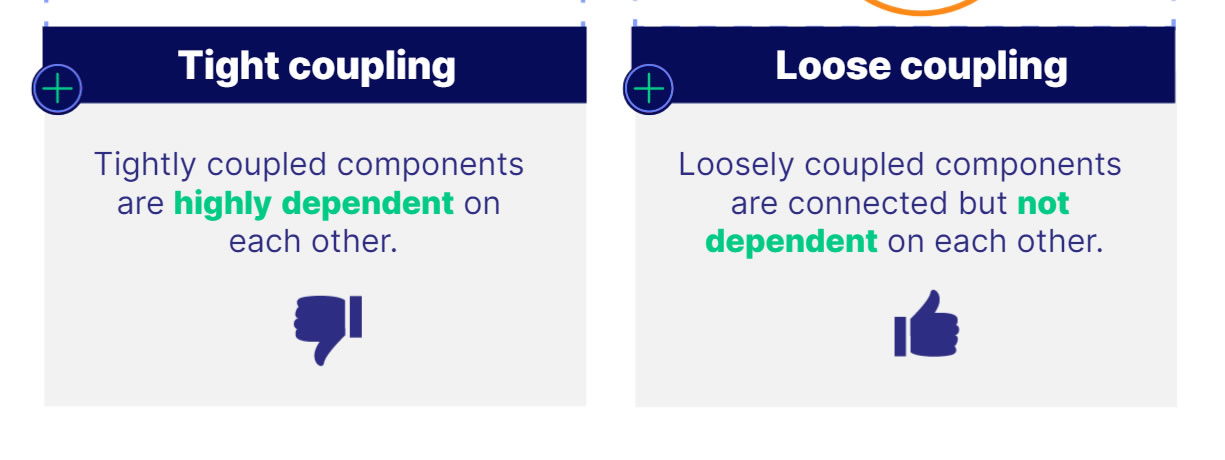 Tight coupling
Tightly coupled components
are highly dependent on
each other.
Loose coupling
Loosely coupled components
are connected but not
dependent on each other.